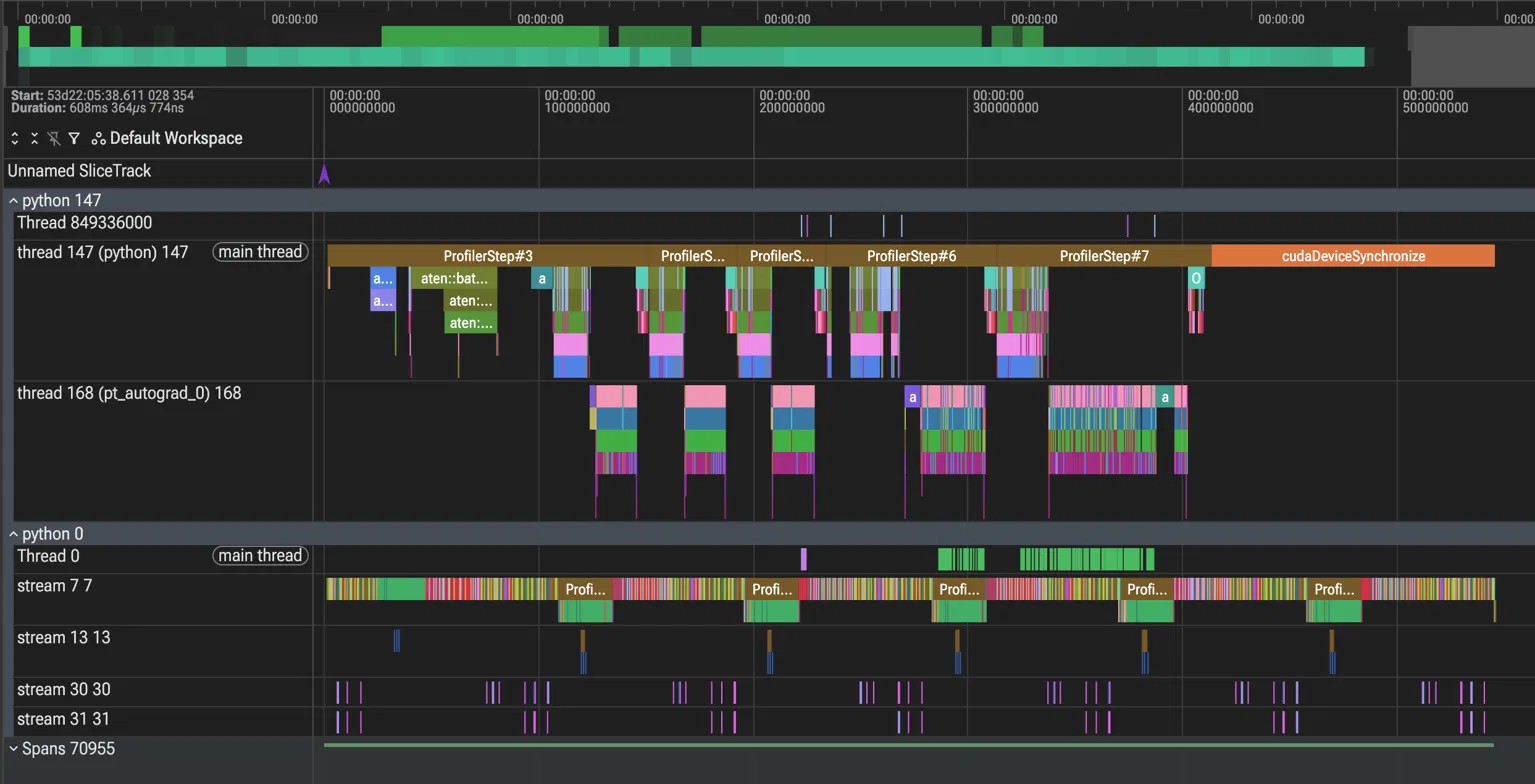 00:00:00 00:00:00 00:00:00 00:00:00 00:00:00 00:00:00 00:00
Start: 53d22:05:38.611 028 354
Duration: 608ms 364µs 774ns
00:00:00 00:00:00 00:00:00 00:00:00 00:00:00 00:00:00
000000000 100000000 200000000 300000000 400000000 500000000
Default Workspace
Unnamed SliceTrack
python 147
Thread 849336000
thread 147 (python) 147 main thread ProfilerStep#3 ProfilerS... ProfilerS... ProfilerStep#6 ProfilerStep#7 cudaDeviceSynchronize
a... aten::bat... a O
a... aten:...
aten:...
thread 168 (pt_autograd_0) 168 a a
python 0
Thread 0 main thread
stream 7 7 Profi... Profi... Profi... Profi... Profi...
stream 13 13
stream 30 30
stream 31 31
Spans 70955